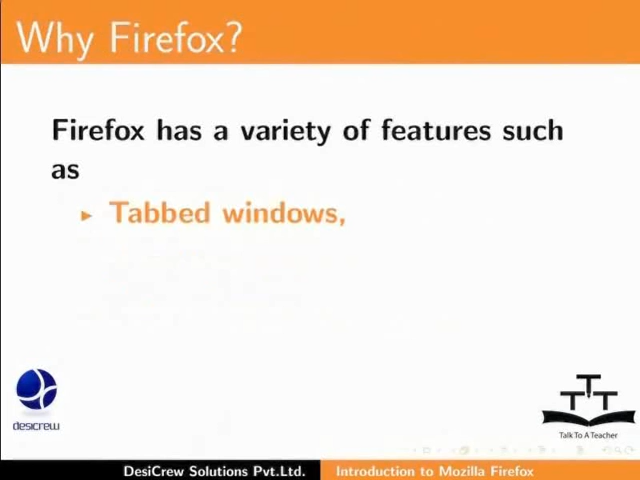 Why Firefox?
Firefox has a variety of features such
as
Tabbed windows,
desicrew
TTT
Talk To A Teacher
DesiCrew Solutions Pvt.Ltd.
Introduction to Mozilla Firefox